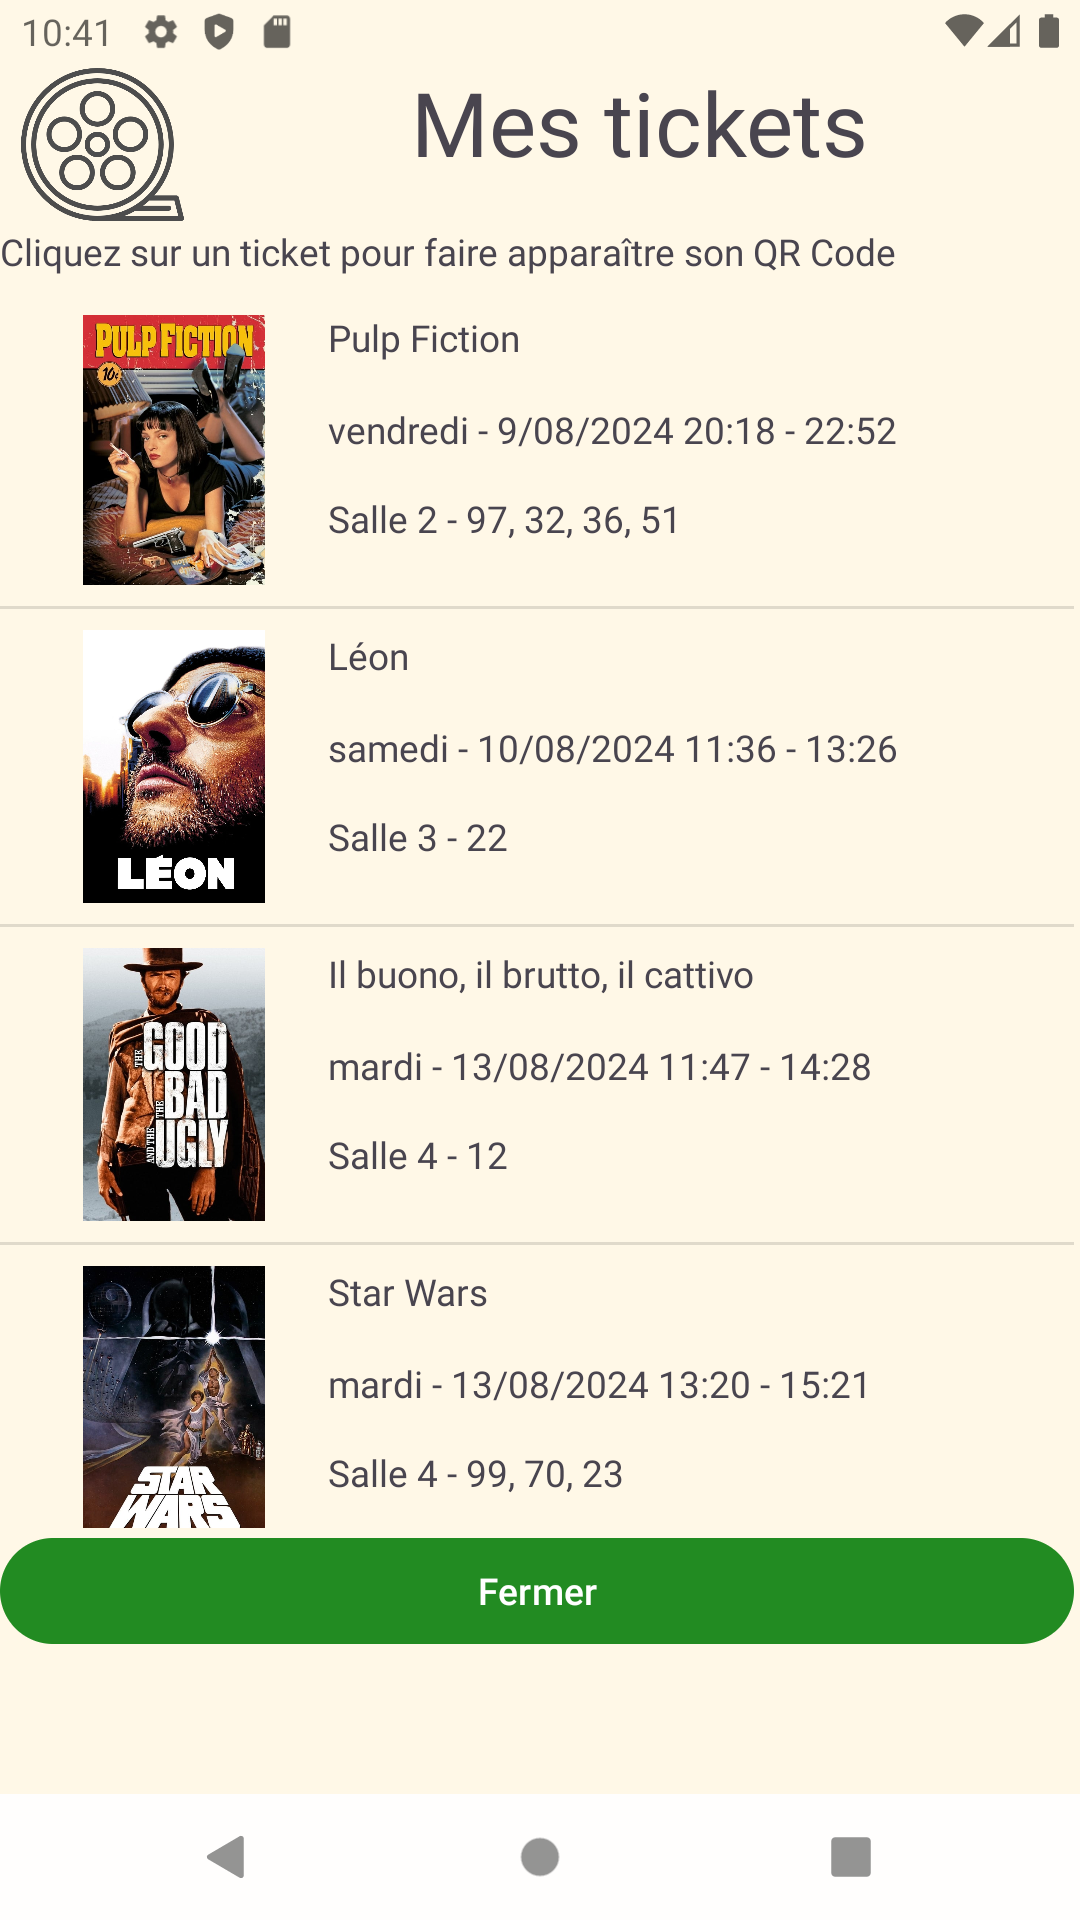 10:41
Mes tickets
Cliquez sur un ticket pour faire apparaître son QR Code
PULP FICTION
10¢
Pulp Fiction
vendredi - 9/08/2024 20:18 - 22:52
Salle 2 - 97, 32, 36, 51
LÉON
Léon
samedi - 10/08/2024 11:36 - 13:26
Salle 3 - 22
THE GOOD
THE BAD
AND THE UGLY
Il buono, il brutto, il cattivo
mardi - 13/08/2024 11:47 - 14:28
Salle 4 - 12
STAR
WARS
Star Wars
mardi - 13/08/2024 13:20 - 15:21
Salle 4 - 99, 70, 23
Fermer